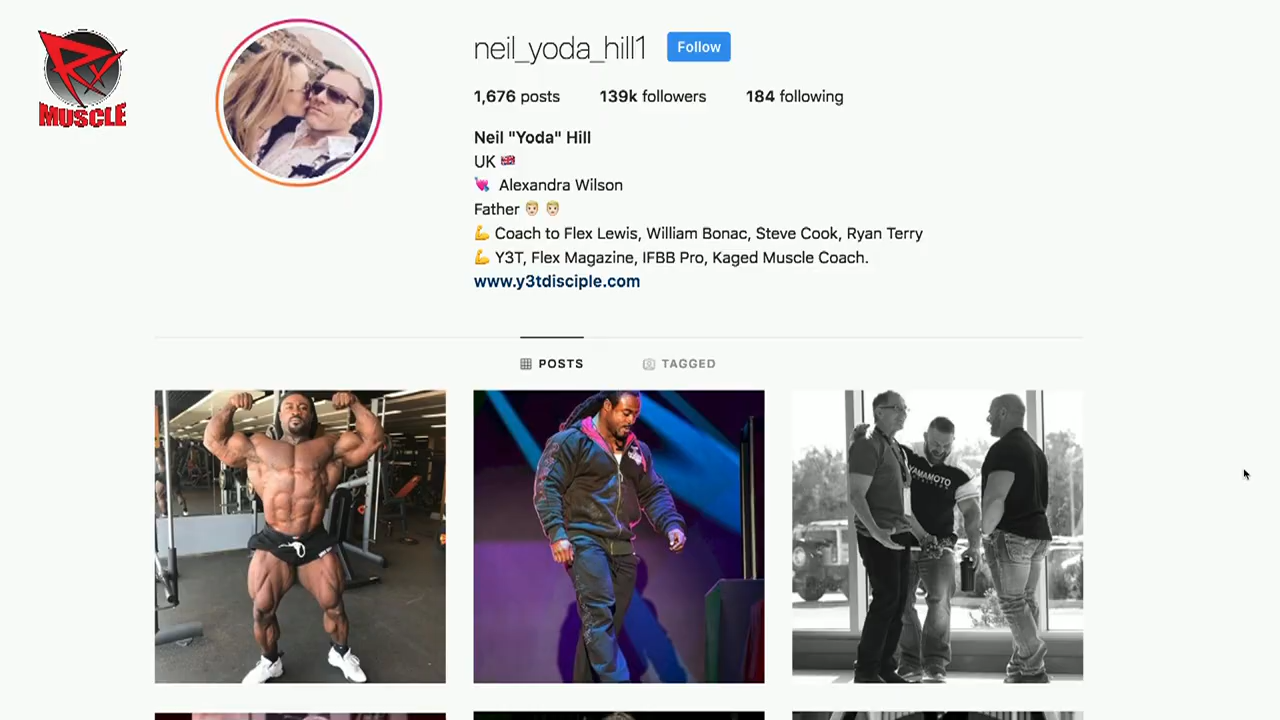 RX
MUSCLE
neil_yoda_hill1 Follow
1,676 posts 139k followers 184 following
Neil "Yoda" Hill
UK 🇬🇧
💘 Alexandra Wilson
Father 👨🏼 👨🏼
💪 Coach to Flex Lewis, William Bonac, Steve Cook, Ryan Terry
💪 Y3T, Flex Magazine, IFBB Pro, Kaged Muscle Coach.
www.y3tdisciple.com
POSTS TAGGED
YAMAMOTO